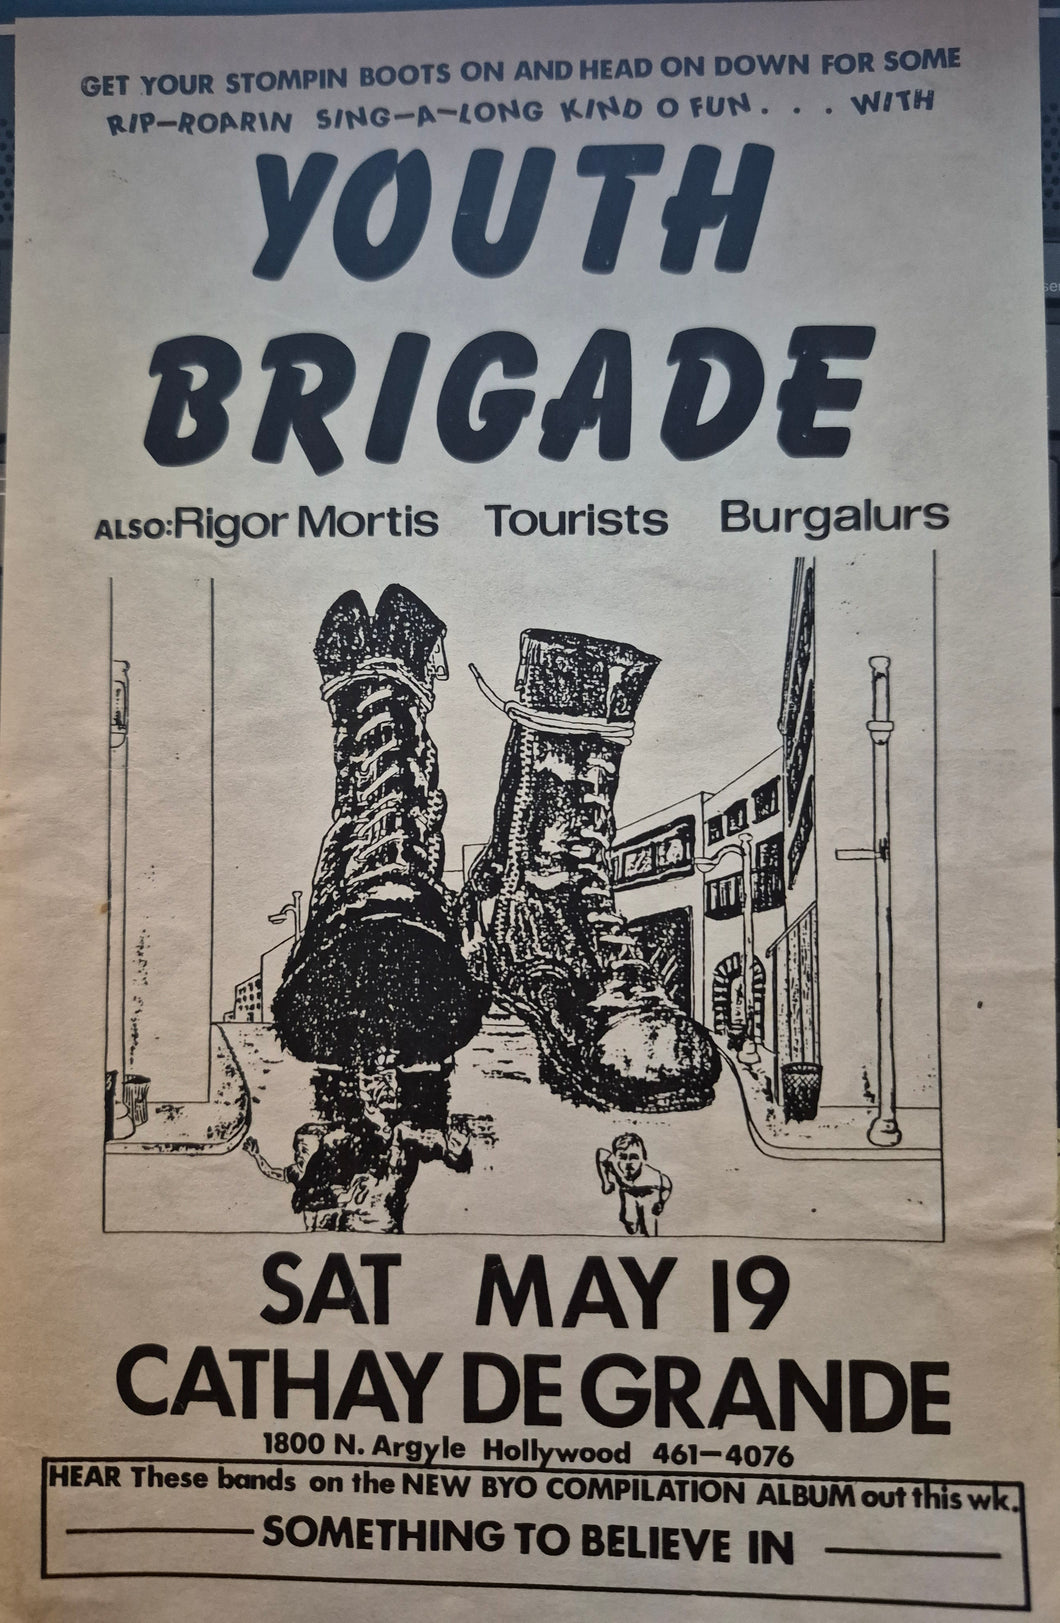 GET YOUR STOMPIN BOOTS ON AND HEAD ON DOWN FOR SOME
RIP-ROARIN SING-A-LONG KIND O FUN. . . WITH
YOUTH
BRIGADE
ALSO: Rigor Mortis Tourists Burgalurs
SAT MAY 19
CATHAY DE GRANDE
1800 N. Argyle Hollywood 461-4076
HEAR These bands on the NEW BYO COMPILATION ALBUM out this wk.
SOMETHING TO BELIEVE IN